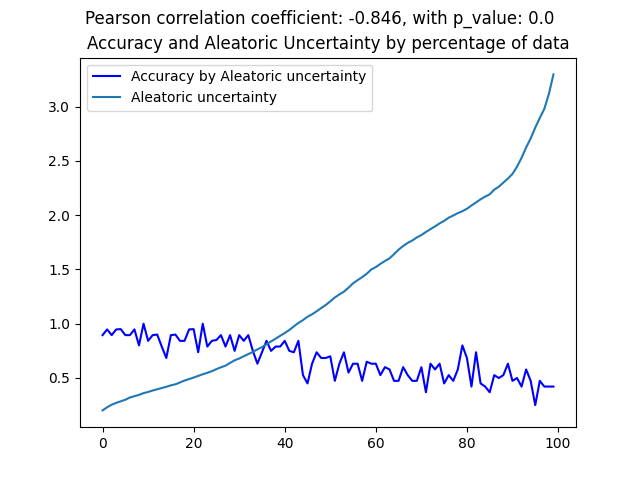 Pearson correlation coefficient: -0.846, with p_value: 0.0
Accuracy and Aleatoric Uncertainty by percentage of data
Accuracy by Aleatoric uncertainty
Aleatoric uncertainty
3.0
2.5
2.0
1.5
1.0
0.5
0 20 40 60 80 100